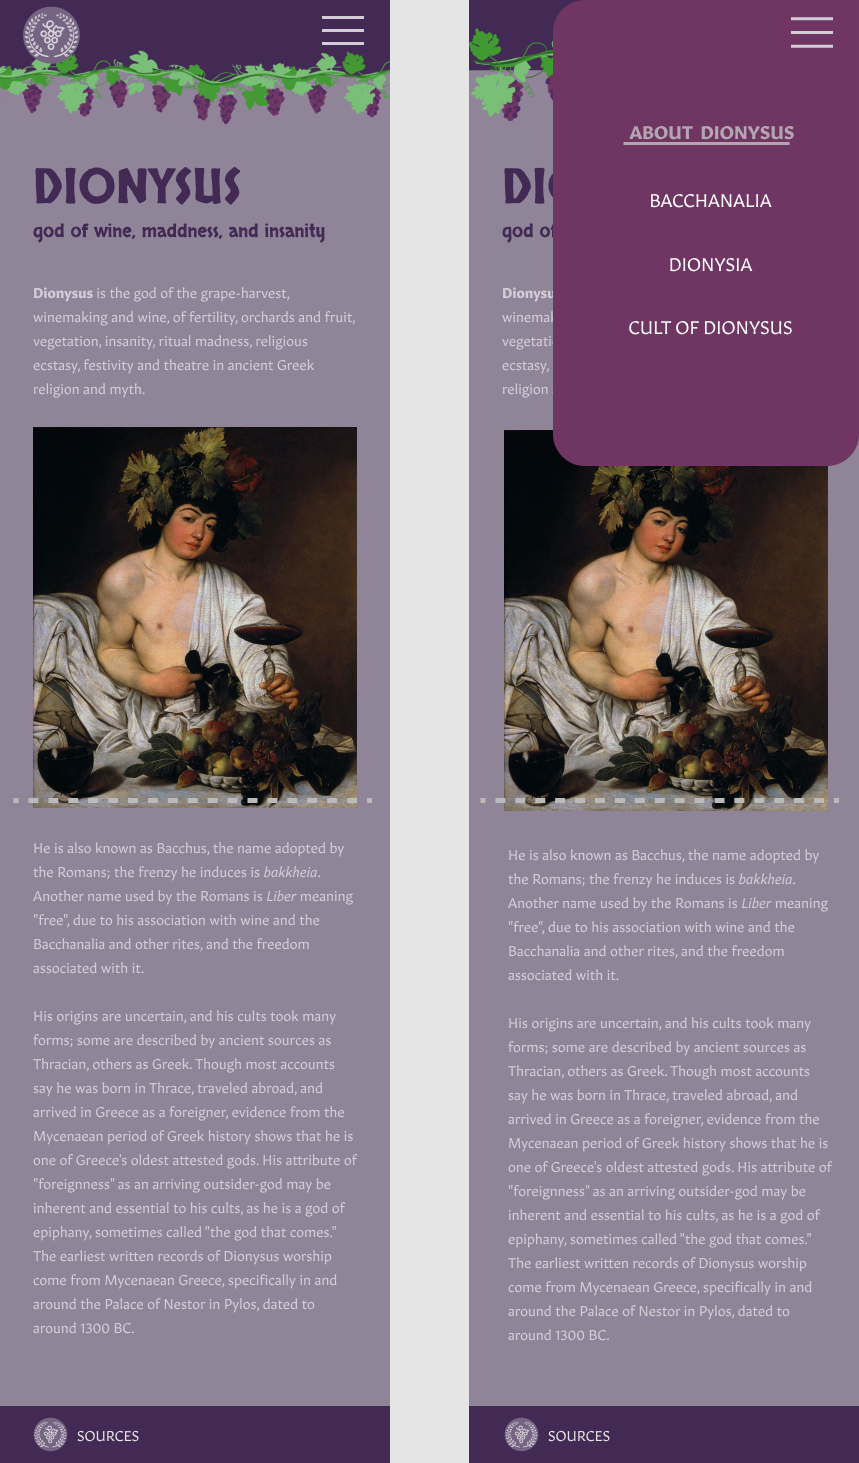 DIONYSUS
god of wine, maddness, and insanity
Dionysus is the god of the grape-harvest,
winemaking and wine, of fertility, orchards and fruit,
vegetation, insanity, ritual madness, religious
ecstasy, festivity and theatre in ancient Greek
religion and myth.
He is also known as Bacchus, the name adopted by
the Romans; the frenzy he induces is bakkheia.
Another name used by the Romans is Liber meaning
"free", due to his association with wine and the
Bacchanalia and other rites, and the freedom
associated with it.
His origins are uncertain, and his cults took many
forms; some are described by ancient sources as
Thracian, others as Greek. Though most accounts
say he was born in Thrace, traveled abroad, and
arrived in Greece as a foreigner, evidence from the
Mycenaean period of Greek history shows that he is
one of Greece's oldest attested gods. His attribute of
"foreignness" as an arriving outsider-god may be
inherent and essential to his cults, as he is a god of
epiphany, sometimes called "the god that comes."
The earliest written records of Dionysus worship
come from Mycenaean Greece, specifically in and
around the Palace of Nestor in Pylos, dated to
around 1300 BC.
SOURCES
ABOUT DIONYSUS
BACCHANALIA
DIONYSIA
CULT OF DIONYSUS
DI
god of
Dionysu
winemak
vegetati
ecstasy,
religion
He is also known as Bacchus, the name adopted by
the Romans; the frenzy he induces is bakkheia.
Another name used by the Romans is Liber meaning
"free", due to his association with wine and the
Bacchanalia and other rites, and the freedom
associated with it.
His origins are uncertain, and his cults took many
forms; some are described by ancient sources as
Thracian, others as Greek. Though most accounts
say he was born in Thrace, traveled abroad, and
arrived in Greece as a foreigner, evidence from the
Mycenaean period of Greek history shows that he is
one of Greece's oldest attested gods. His attribute of
"foreignness" as an arriving outsider-god may be
inherent and essential to his cults, as he is a god of
epiphany, sometimes called "the god that comes."
The earliest written records of Dionysus worship
come from Mycenaean Greece, specifically in and
around the Palace of Nestor in Pylos, dated to
around 1300 BC.
SOURCES